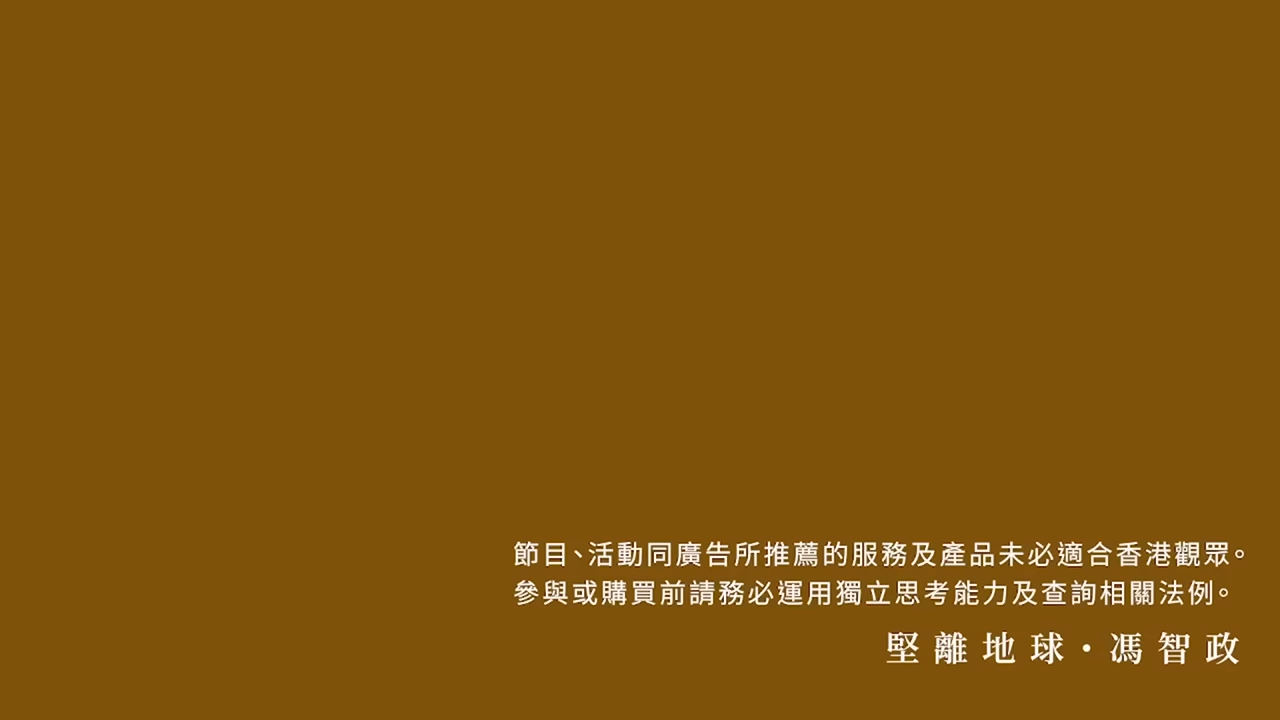 節目、活動同廣告所推薦的服務及產品未必適合香港觀眾。
參與或購買前請務必運用獨立思考能力及查詢相關法例。
堅離地球·馮智政